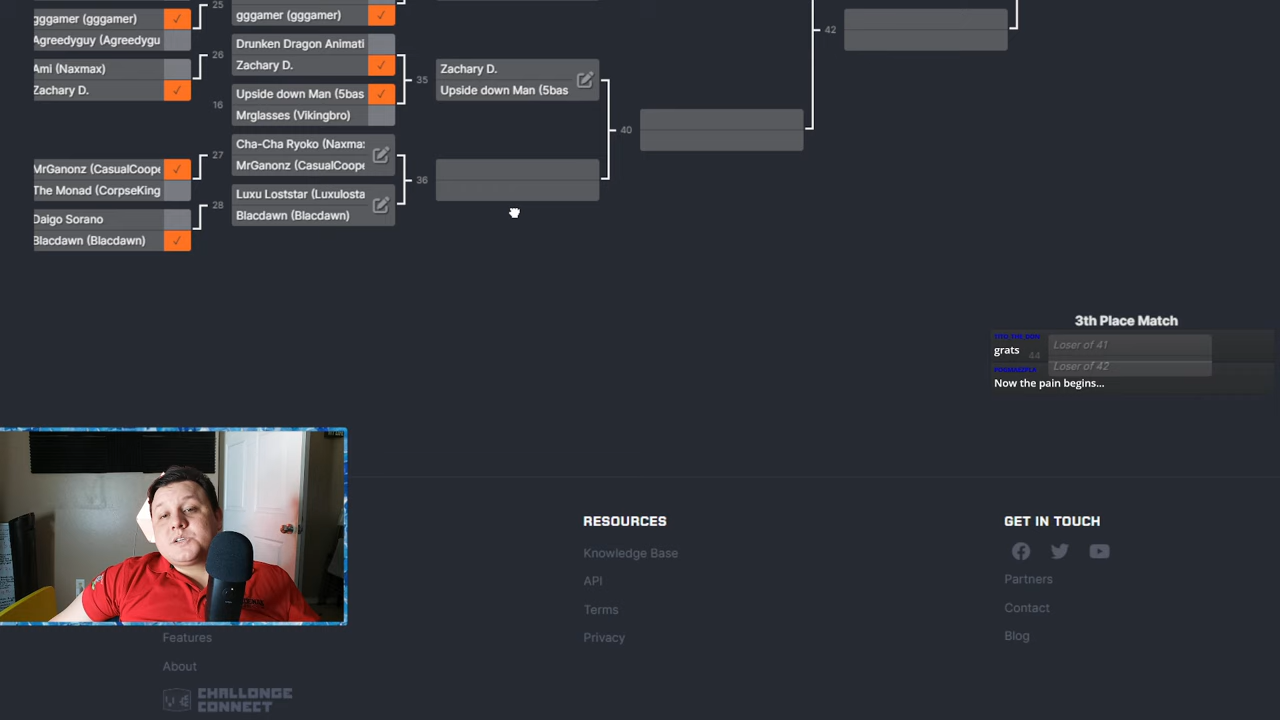 gggamer (gggamer)
Agreedyguy (Agreedygu
25
Ami (Naxmax)
Zachary D.
26
MrGanonz (CasualCoope
The Monad (CorpseKing
27
Daigo Sorano
Blacdawn (Blacdawn)
28
gggamer (gggamer)
Drunken Dragon Animati
Zachary D.
16
Upside down Man (5bas
Mrglasses (Vikingbro)
35
Cha-Cha Ryoko (Naxma
MrGanonz (CasualCoope
Luxu Loststar (Luxulosta
Blacdawn (Blacdawn)
36
Zachary D.
Upside down Man (5bas
40
42
3th Place Match
44
Loser of 41
Loser of 42
grats
Now the pain begins...
Features
About
CHALLONGE
CONNECT
RESOURCES
Knowledge Base
API
Terms
Privacy
GET IN TOUCH
Partners
Contact
Blog